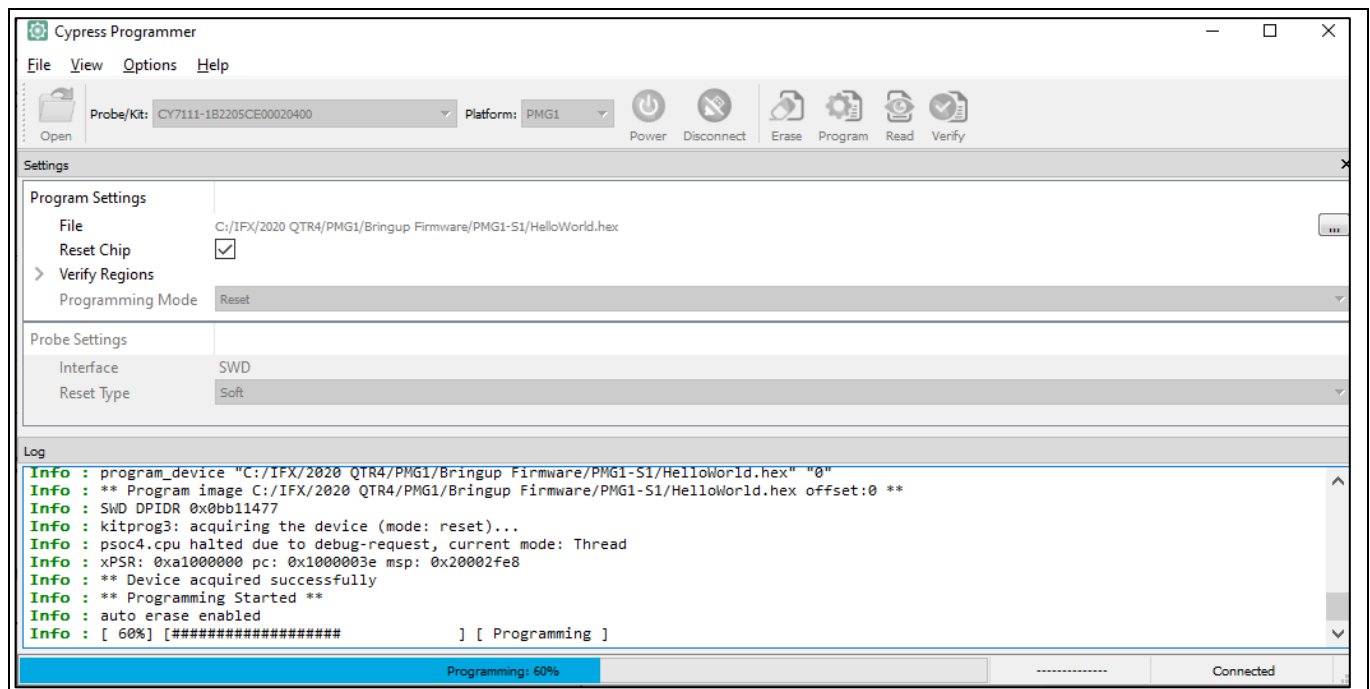 Cypress Programmer
File View Options Help
Open Probe/Kit: CY7111-1B2205CE00020400 Platform: PMG1 Power Disconnect Erase Program Read Verify
Settings
Program Settings
File C:/IFX/2020 QTR4/PMG1/Bringup Firmware/PMG1-S1/HelloWorld.hex ...
Reset Chip
Verify Regions
Programming Mode Reset
Probe Settings
Interface SWD
Reset Type Soft
Log
Info : program_device "C:/IFX/2020 QTR4/PMG1/Bringup Firmware/PMG1-S1/HelloWorld.hex" "0"
Info : ** Program image C:/IFX/2020 QTR4/PMG1/Bringup Firmware/PMG1-S1/HelloWorld.hex offset:0 **
Info : SWD DPIDR 0x0bb11477
Info : kitprog3: acquiring the device (mode: reset)...
Info : psoc4.cpu halted due to debug-request, current mode: Thread
Info : xPSR: 0xa1000000 pc: 0x1000003e msp: 0x20002fe8
Info : ** Device acquired successfully
Info : ** Programming Started **
Info : auto erase enabled
Info : [ 60%] [################### ] [ Programming ]
Programming: 60% -------------- Connected